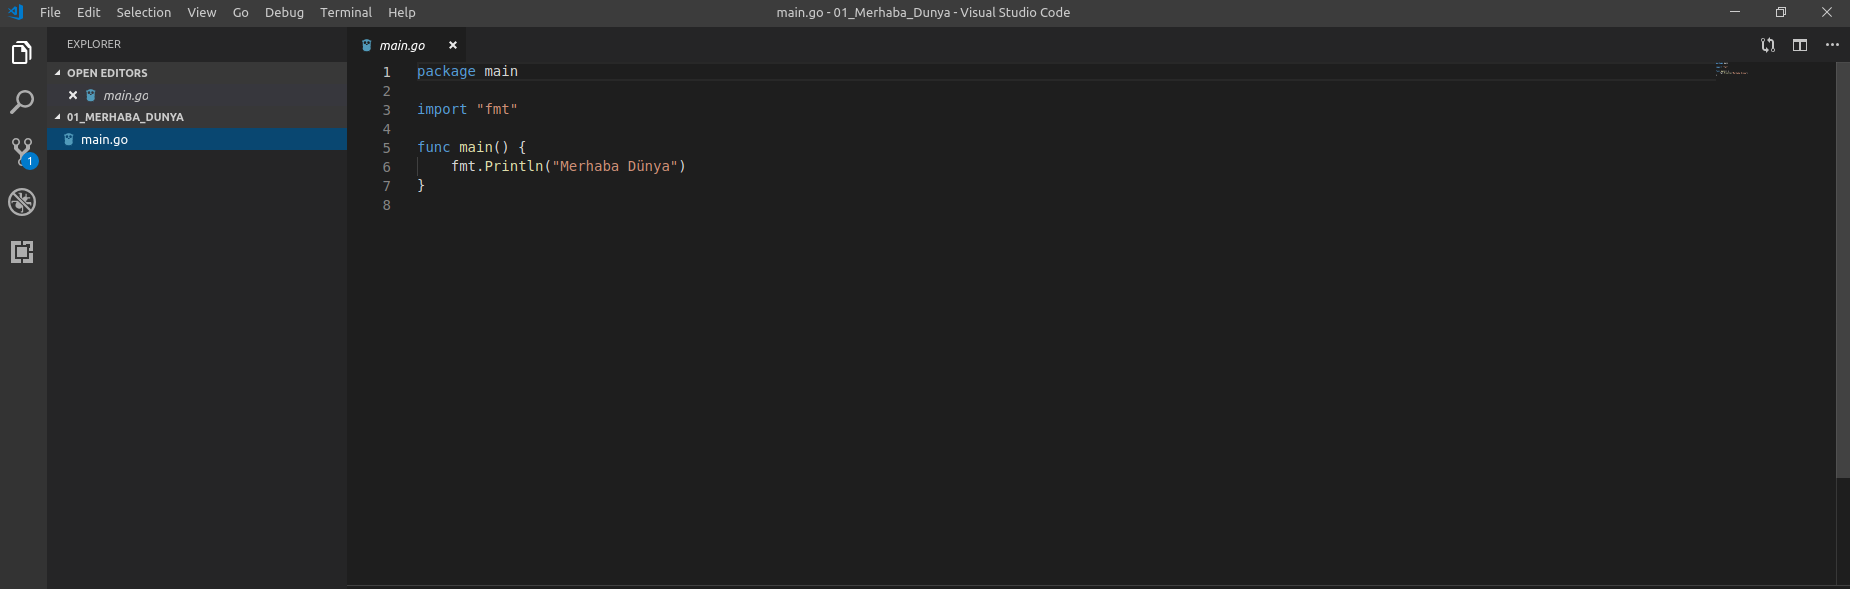 File Edit Selection View Go Debug Terminal Help
main.go - 01_Merhaba_Dunya - Visual Studio Code
EXPLORER
OPEN EDITORS
main.go
01_MERHABA_DUNYA
main.go
1
main.go
1 package main
2
3 import "fmt"
4
5 func main() {
6 fmt.Println("Merhaba Dünya")
7 }
8